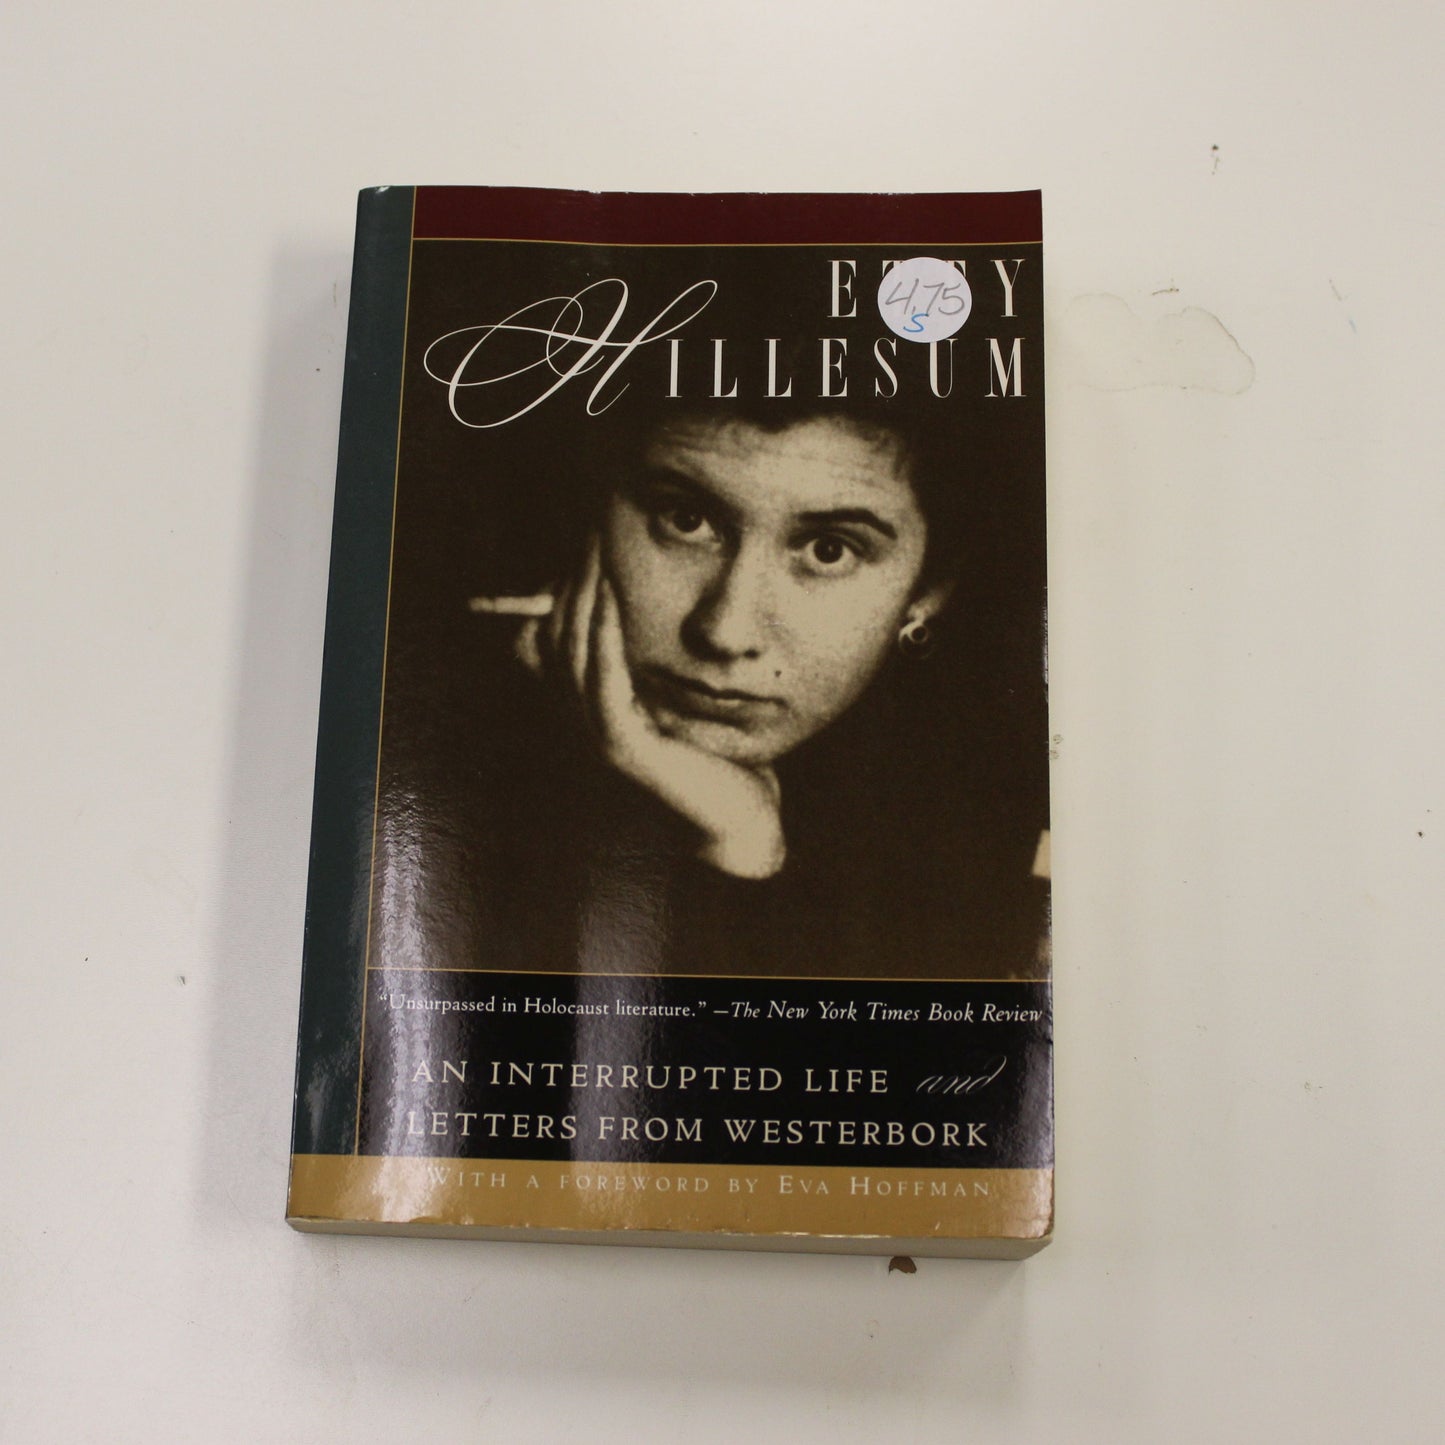 ETTY
4.75
S
HILLESUM
“Unsurpassed in Holocaust literature.” —The New York Times Book Review
AN INTERRUPTED LIFE and
LETTERS FROM WESTERBORK
WITH A FOREWORD BY EVA HOFFMAN